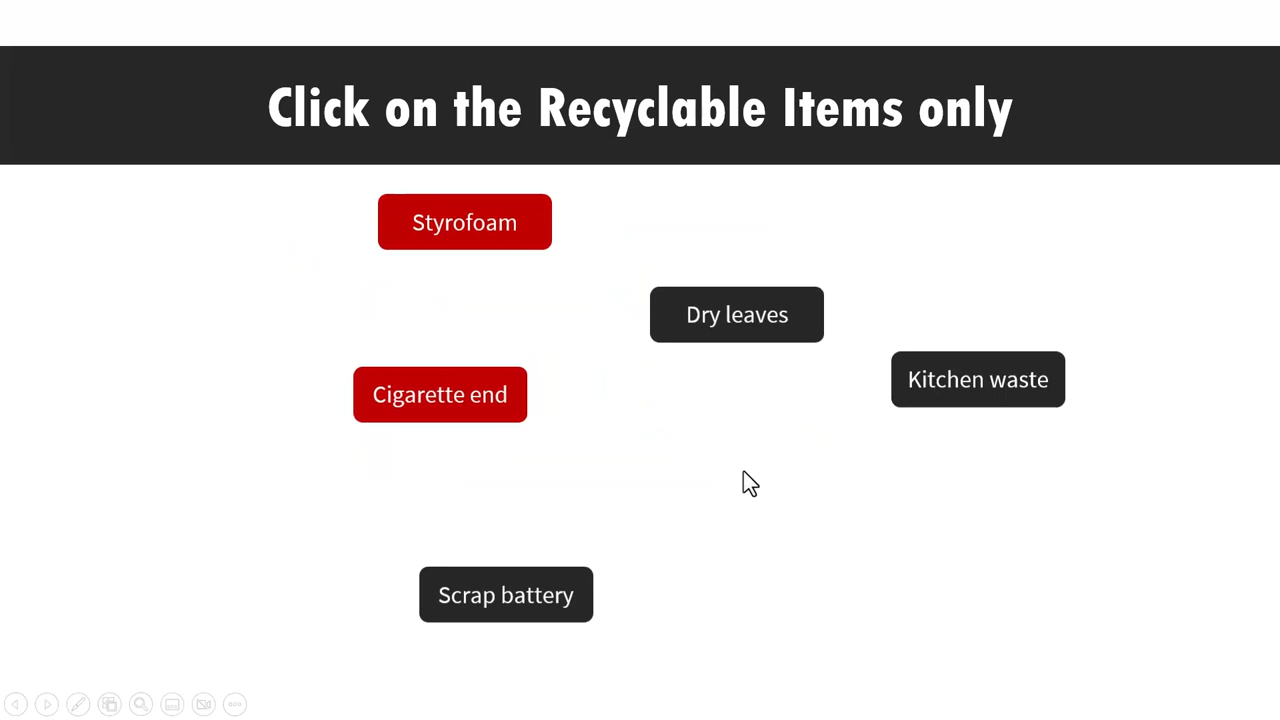 Click on the Recyclable Items only
Styrofoam
Dry leaves
Kitchen waste
Cigarette end
Scrap battery